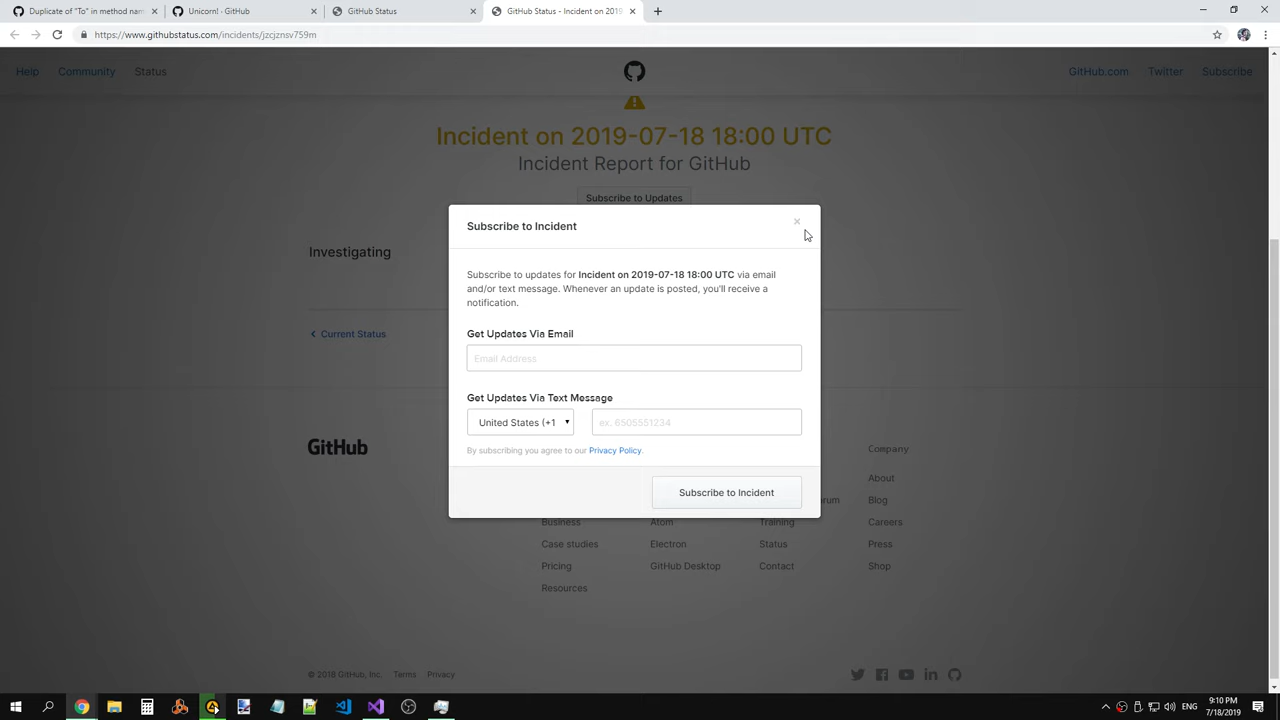 Duplicate of "To" in method nam
Unicorn! · GitHub
GitHub Status
GitHub Status - Incident on 2019-
https://www.githubstatus.com/incidents/jzcjznsv759m
Help
Community
Status
GitHub.com
Twitter
Subscribe
Incident on 2019-07-18 18:00 UTC
Incident Report for GitHub
Subscribe to Updates
Subscribe to Incident
×
Investigating
Subscribe to updates for Incident on 2019-07-18 18:00 UTC via email
and/or text message. Whenever an update is posted, you'll receive a
notification.
Current Status
Get Updates Via Email
Email Address
Get Updates Via Text Message
United States (+1
ex. 6505551234
By subscribing you agree to our Privacy Policy.
Subscribe to Incident
GitHub
Company
About
orum
Blog
Business
Atom
Training
Careers
Case studies
Electron
Status
Press
Pricing
GitHub Desktop
Contact
Shop
Resources
© 2018 GitHub, Inc.
Terms
Privacy
ENG
9:10 PM
7/18/2019